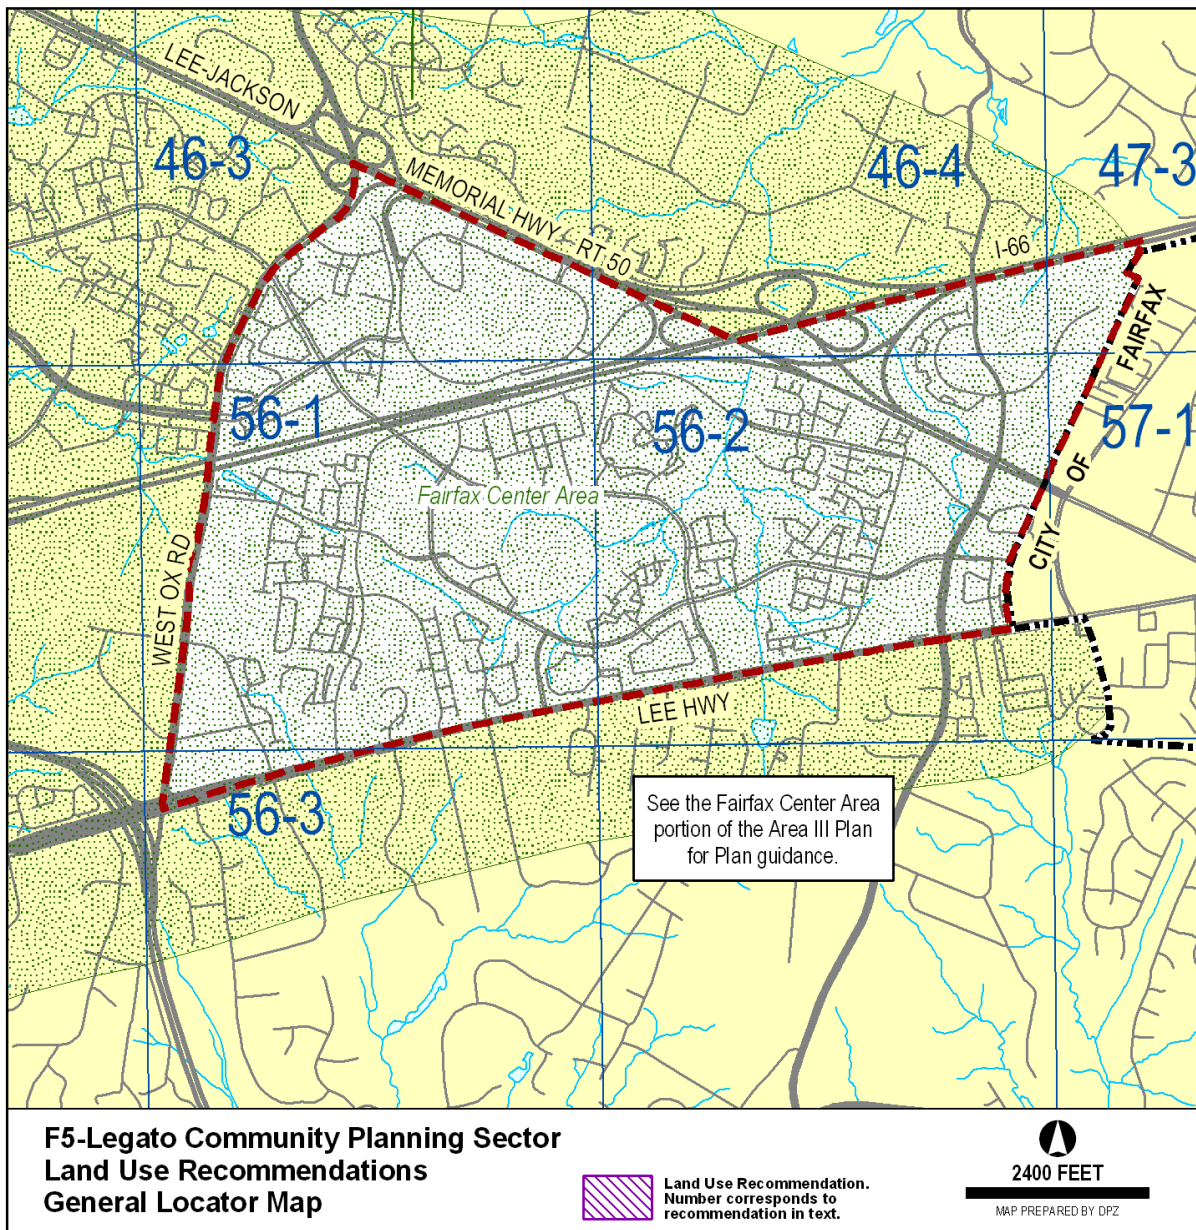 LEE-JACKSON
MEMORIAL HWY
RT 50
46-3
46-4
47-3
I-66
CITY OF FAIRFAX
56-1
56-2
57-1
Fairfax Center Area
WEST OX RD
LEE HWY
56-3
See the Fairfax Center Area
portion of the Area III Plan
for Plan guidance.
F5-Legato Community Planning Sector
Land Use Recommendations
General Locator Map
Land Use Recommendation.
Number corresponds to
recommendation in text.
2400 FEET
MAP PREPARED BY DPZ